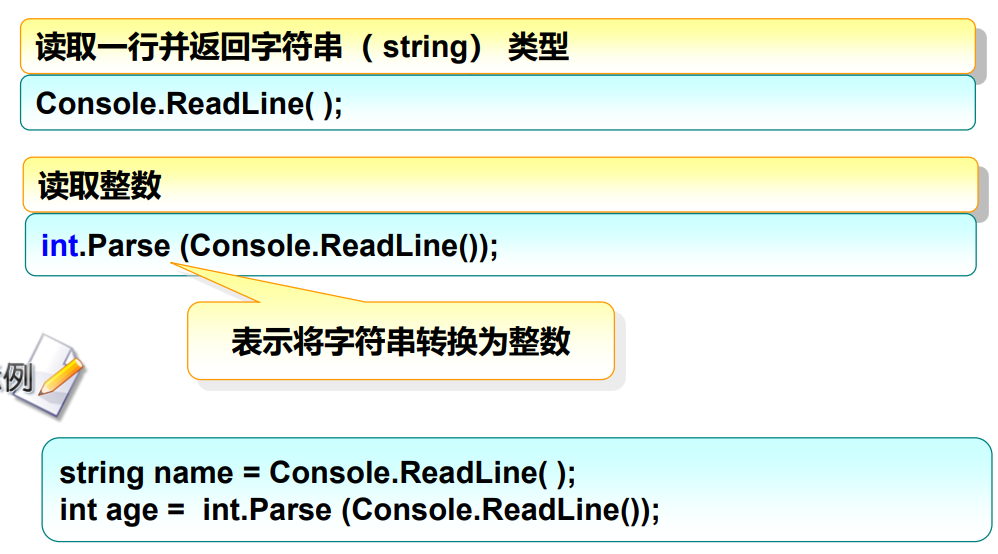 读取一行并返回字符串（ string） 类型
Console.ReadLine( );
读取整数
int.Parse (Console.ReadLine());
表示将字符串转换为整数
例
string name = Console.ReadLine( );
int age =  int.Parse (Console.ReadLine());